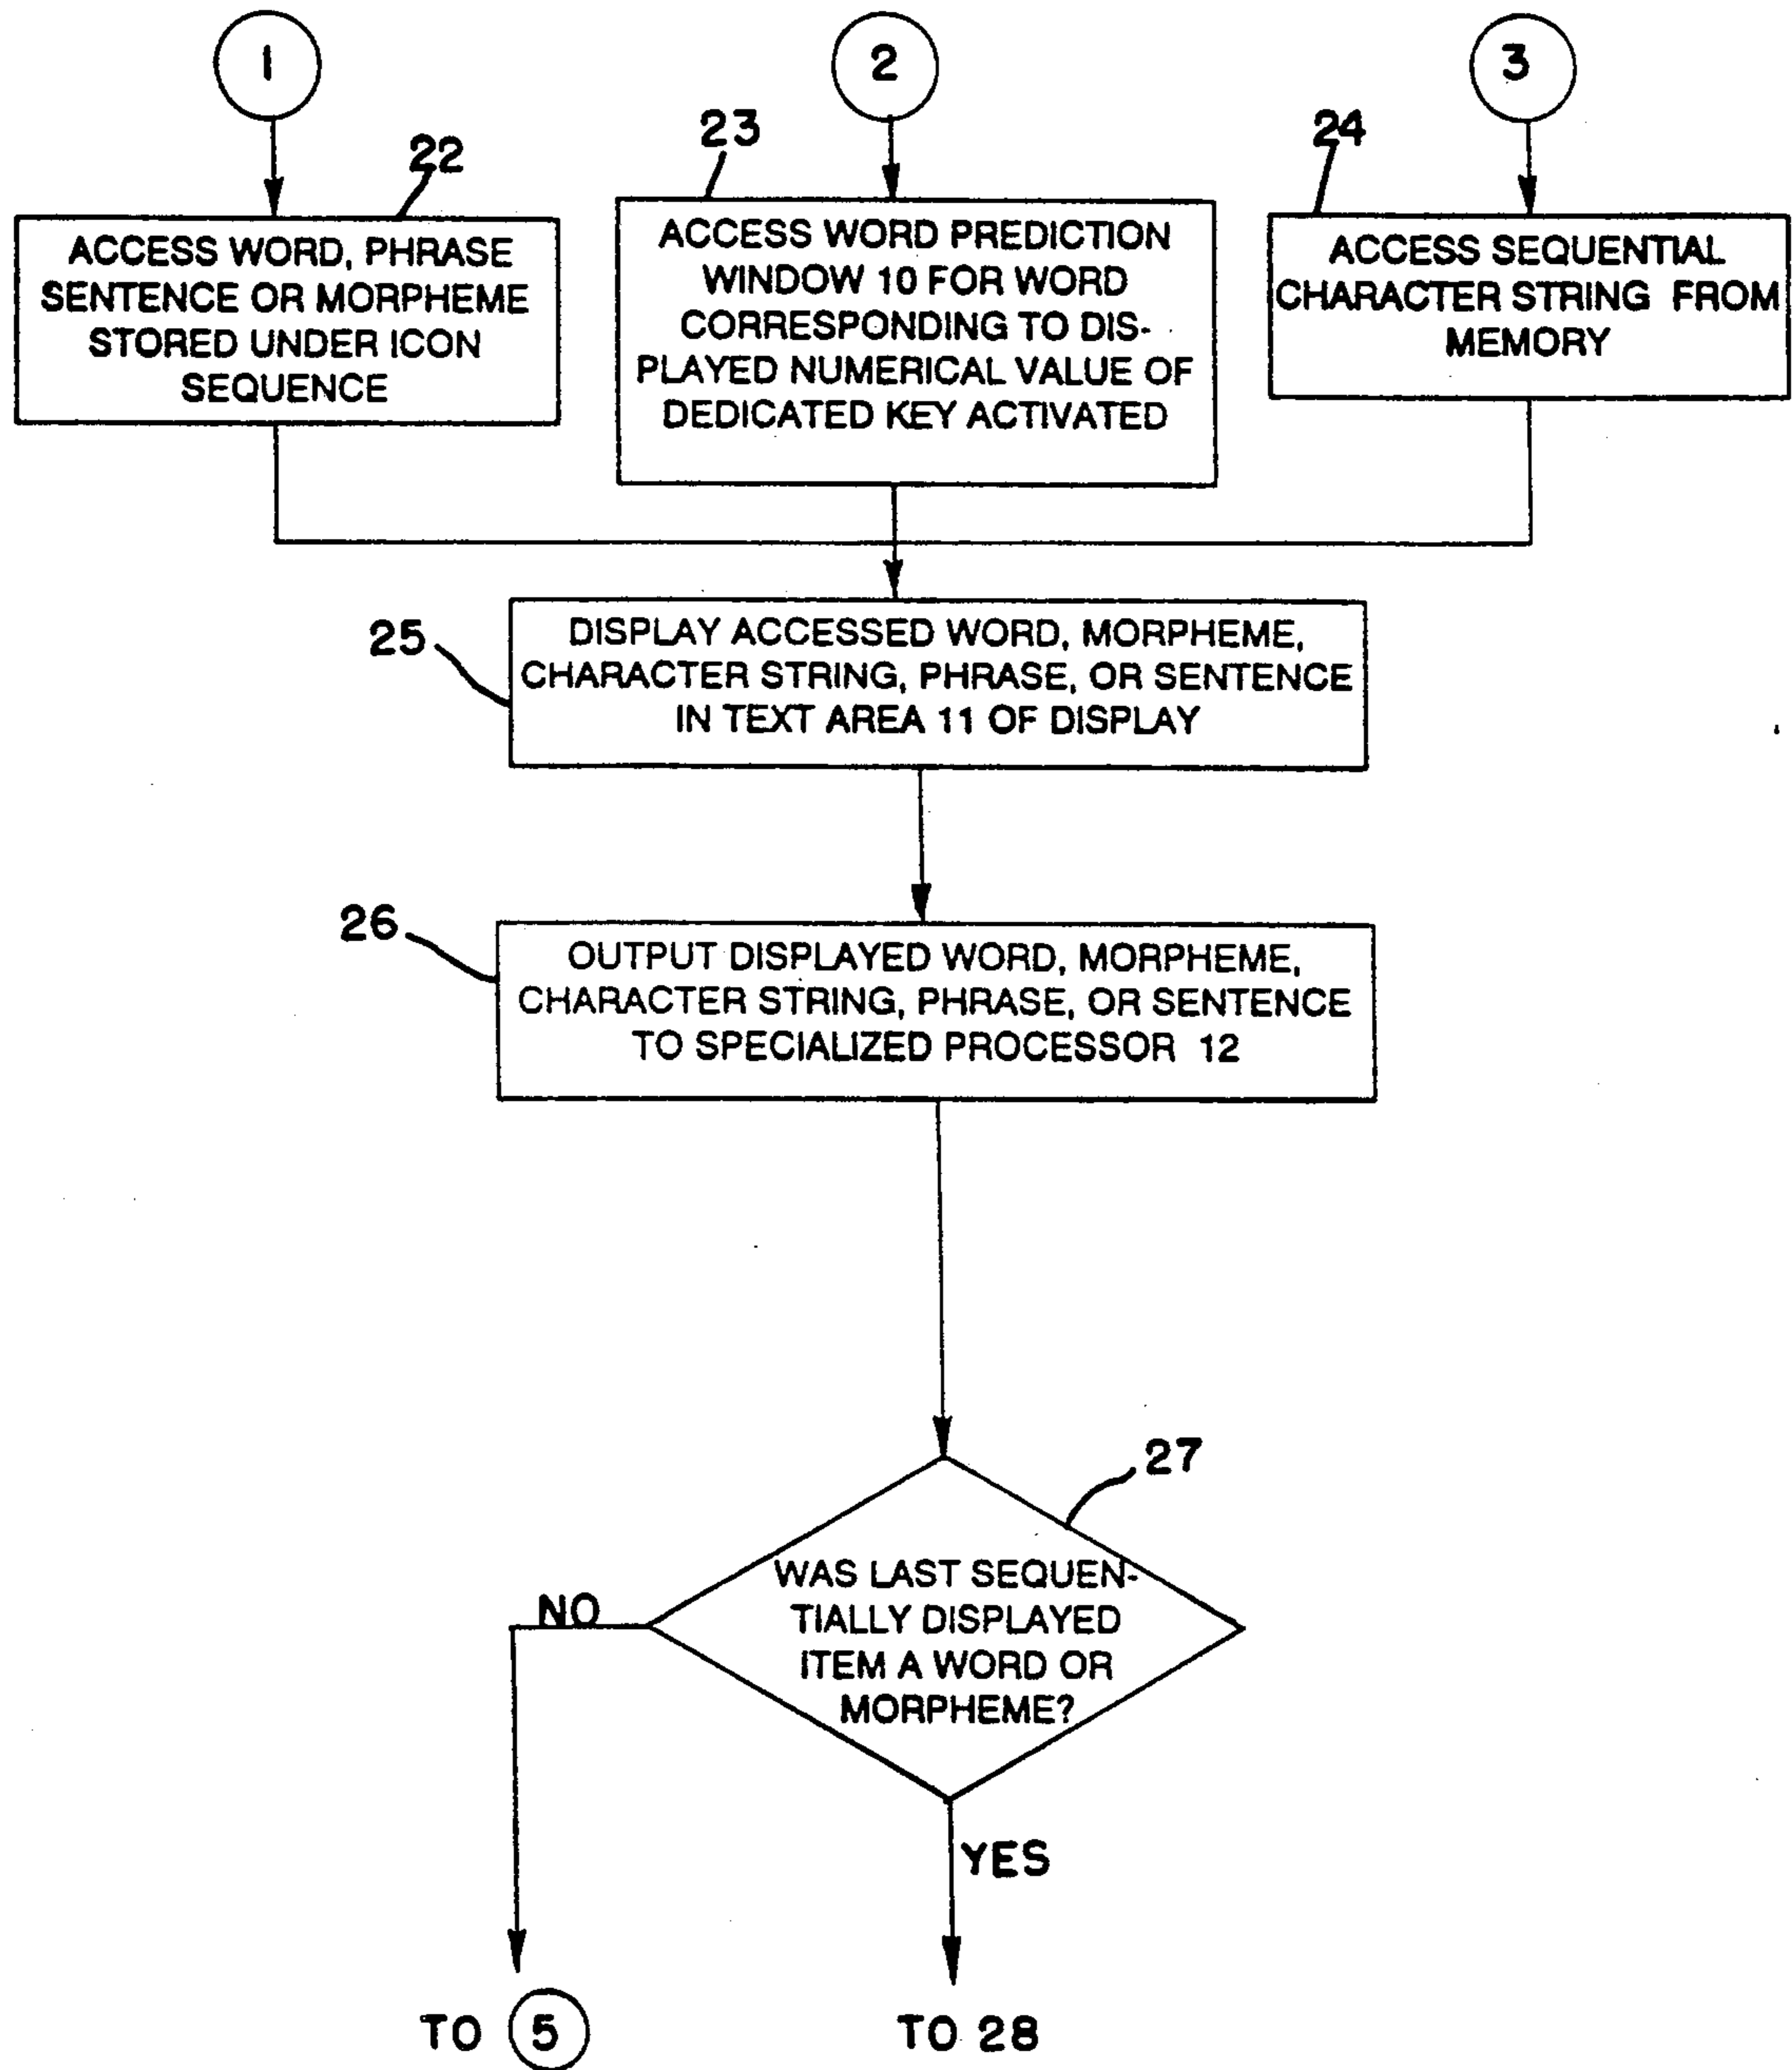 1
2
3
22
23
24
ACCESS WORD, PHRASE
SENTENCE OR MORPHEME
STORED UNDER ICON
SEQUENCE
ACCESS WORD PREDICTION
WINDOW 10 FOR WORD
CORRESPONDING TO DIS-
PLAYED NUMERICAL VALUE OF
DEDICATED KEY ACTIVATED
ACCESS SEQUENTIAL
CHARACTER STRING FROM
MEMORY
25
DISPLAY ACCESSED WORD, MORPHEME,
CHARACTER STRING, PHRASE, OR SENTENCE
IN TEXT AREA 11 OF DISPLAY
26
OUTPUT DISPLAYED WORD, MORPHEME,
CHARACTER STRING, PHRASE, OR SENTENCE
TO SPECIALIZED PROCESSOR 12
27
WAS LAST SEQUEN-
TIALLY DISPLAYED
ITEM A WORD OR
MORPHEME?
NO
YES
TO 5
TO 28